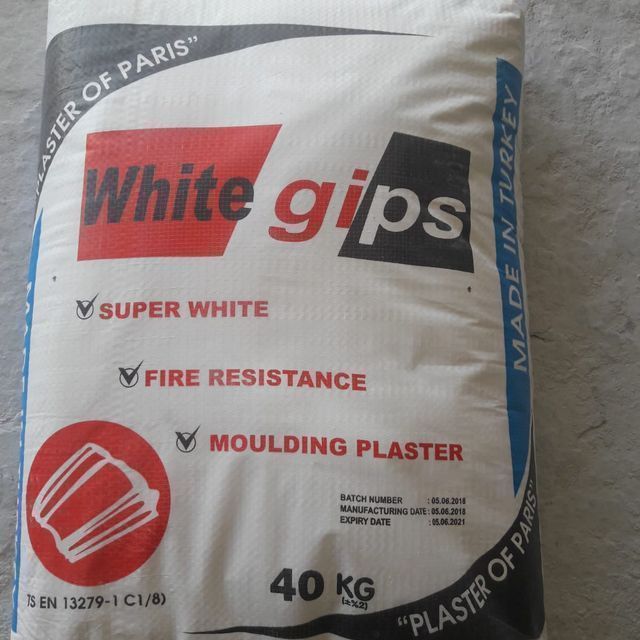 "PLASTER OF PARIS"
White gips
MADE IN TURKEY
SUPER WHITE
FIRE RESISTANCE
MOULDING PLASTER
BATCH NUMBER : 05.06.2018
MANUFACTURING DATE : 05.06.2018
EXPIRY DATE : 05.06.2021
TS EN 13279-1 C1/8)
40 KG
(±%2)
"PLASTER OF PARIS"